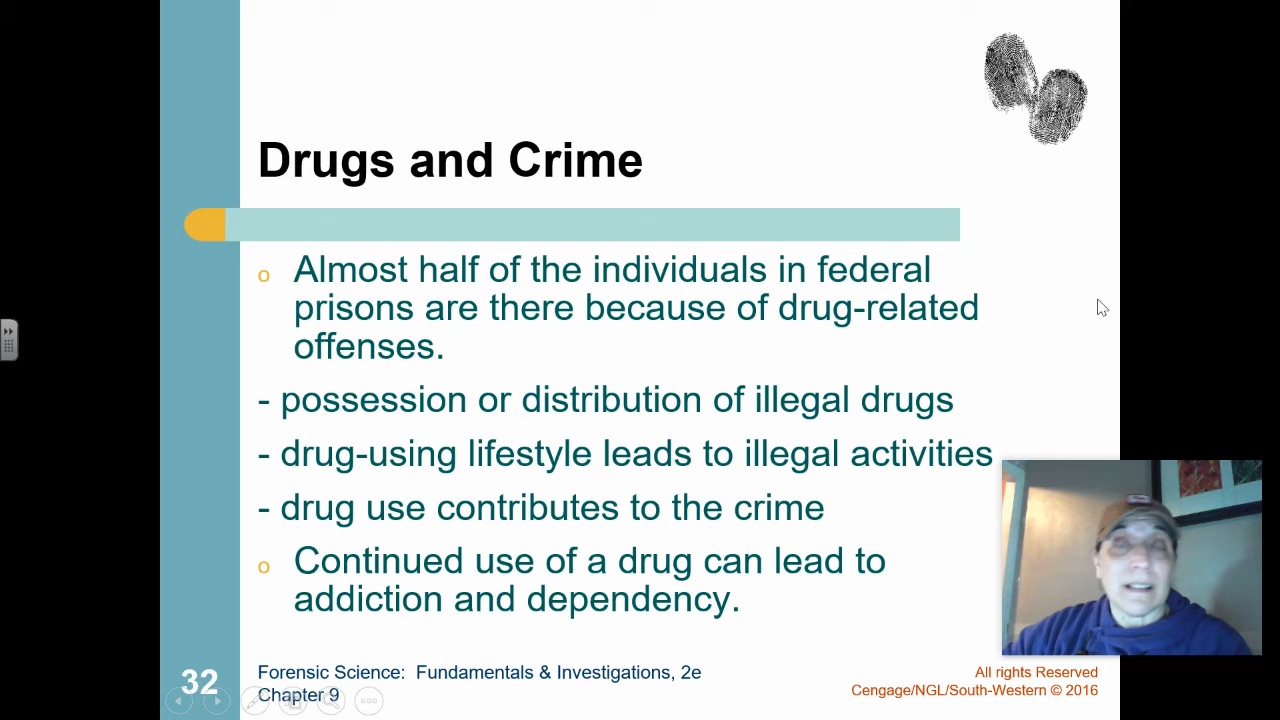 Drugs and Crime
o Almost half of the individuals in federal
prisons are there because of drug-related
offenses.
- possession or distribution of illegal drugs
- drug-using lifestyle leads to illegal activities
- drug use contributes to the crime
o Continued use of a drug can lead to
addiction and dependency.
32
Forensic Science: Fundamentals & Investigations, 2e
Chapter 9
All rights Reserved
Cengage/NGL/South-Western © 2016